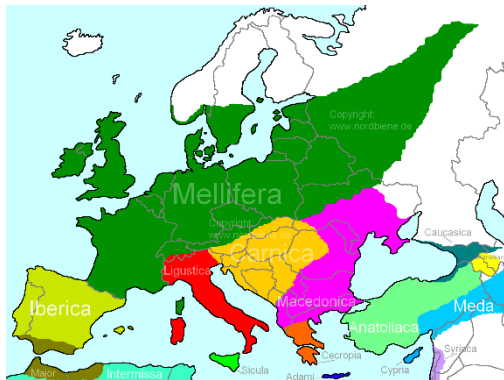 Copyright:
www.nordbiene.de
Mellifera
Copyright:
www.nordbiene.de
Carnica
Caucasica
Ligustica
Iberica
Macedonica
Meda
Anatoliaca
Major
Intermissa
Sicula
Cecropia
Adami
Cypria
Syriaca